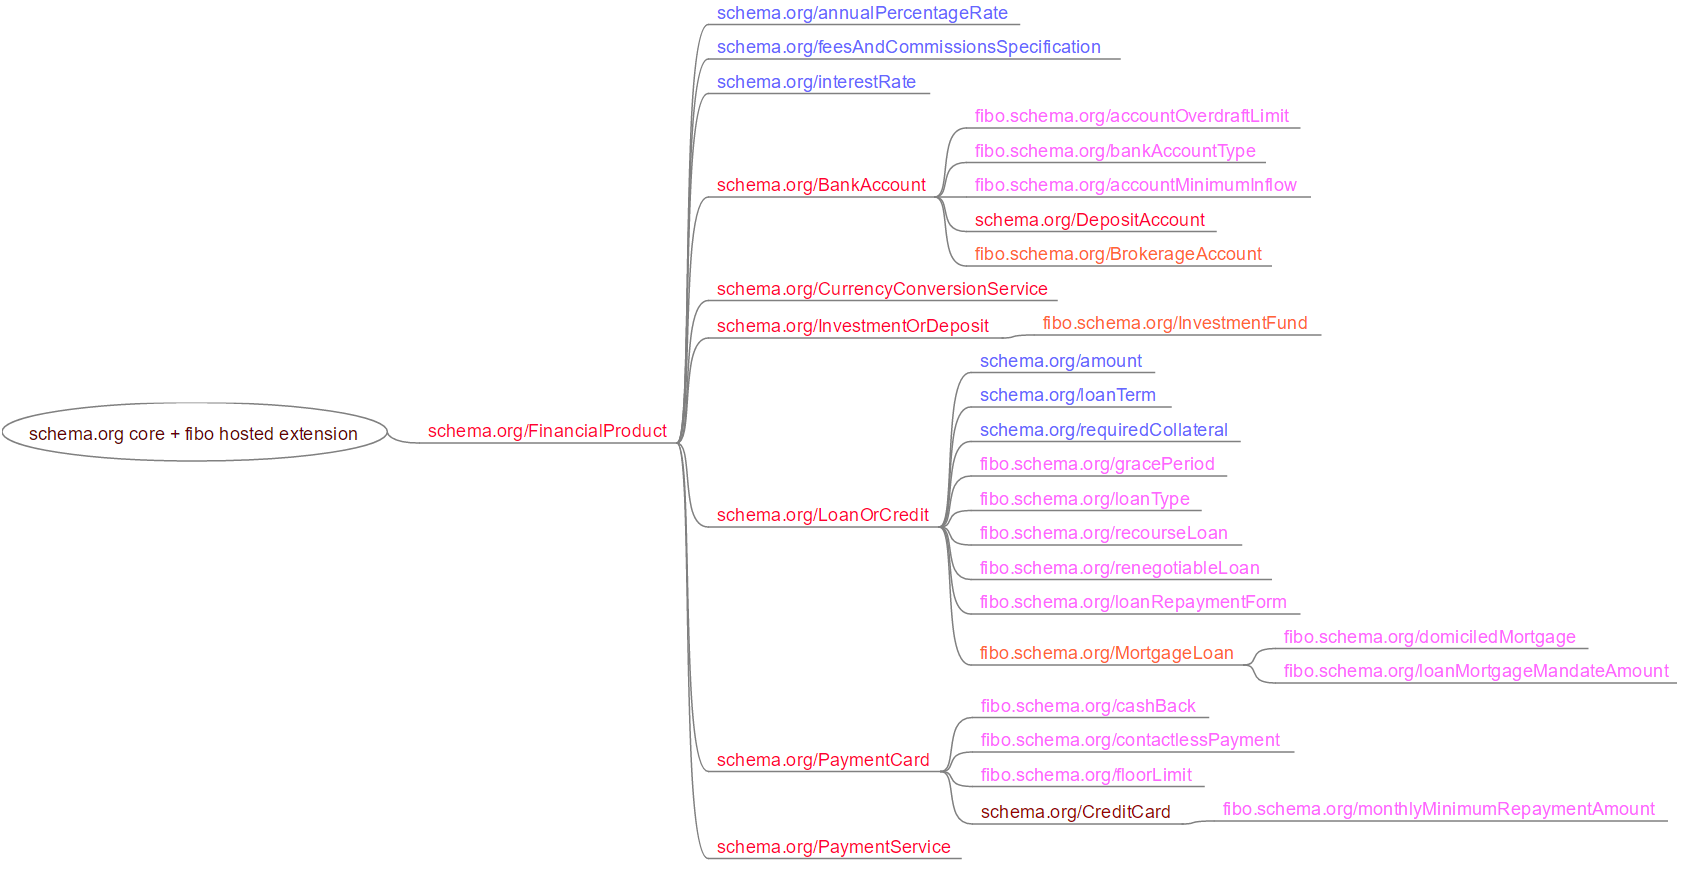 schema.org core + fibo hosted extension
schema.org/FinancialProduct
schema.org/annualPercentageRate
schema.org/feesAndCommissionsSpecification
schema.org/interestRate
schema.org/BankAccount
fibo.schema.org/accountOverdraftLimit
fibo.schema.org/bankAccountType
fibo.schema.org/accountMinimumInflow
schema.org/DepositAccount
fibo.schema.org/BrokerageAccount
schema.org/CurrencyConversionService
schema.org/InvestmentOrDeposit
fibo.schema.org/InvestmentFund
schema.org/LoanOrCredit
schema.org/amount
schema.org/loanTerm
schema.org/requiredCollateral
fibo.schema.org/gracePeriod
fibo.schema.org/loanType
fibo.schema.org/recourseLoan
fibo.schema.org/renegotiableLoan
fibo.schema.org/loanRepaymentForm
fibo.schema.org/MortgageLoan
fibo.schema.org/domiciledMortgage
fibo.schema.org/loanMortgageMandateAmount
schema.org/PaymentCard
fibo.schema.org/cashBack
fibo.schema.org/contactlessPayment
fibo.schema.org/floorLimit
schema.org/CreditCard
fibo.schema.org/monthlyMinimumRepaymentAmount
schema.org/PaymentService